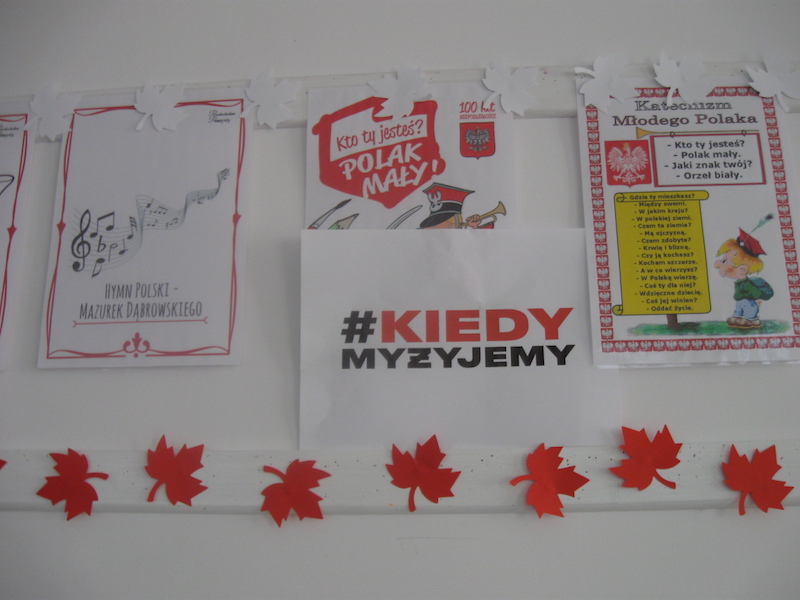 HYMN POLSKI -
MAZUREK DĄBROWSKIEGO
Kto ty jesteś?
POLAK
MAŁY!
100 lat
NIEPODLEGŁOŚCI
#KIEDY
MYŻYJEMY
Katechizm
Młodego Polaka
- Kto ty jesteś?
- Polak mały.
- Jaki znak twój?
- Orzeł biały.
- Gdzie ty mieszkasz?
- Między swemi.
- W jakim kraju?
- W polskiej ziemi.
- Czem ta ziemia?
- Mą ojczyzną.
- Czem zdobyta?
- Krwią i blizną.
- Czy ją kochasz?
- Kocham szczerze.
- A w co wierzysz?
- W Polskę wierzę.
- Coś ty dla niej?
- Wdzięczne dziecię.
- Coś jej winien?
- Oddać życie.